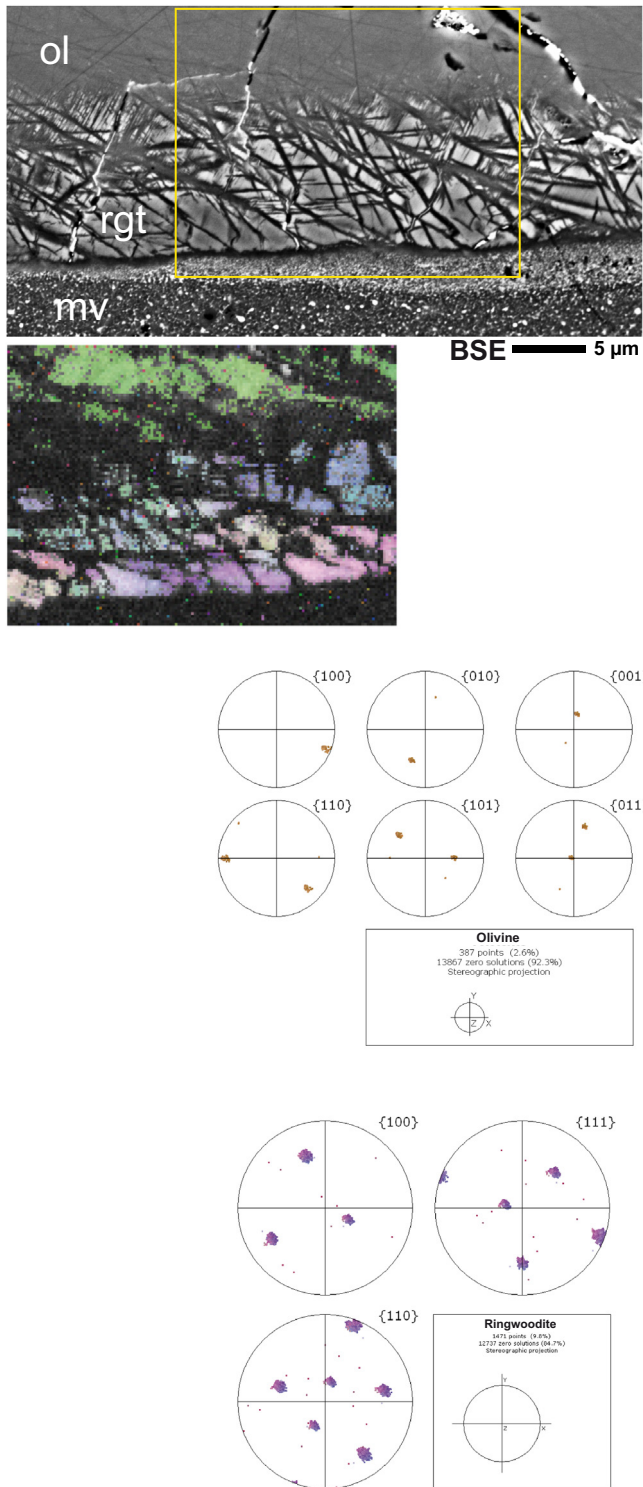 ol
rgt
mv
BSE 5 µm
{100} {010} {001
{110} {101} {011
Olivine
387 points (2.6%)
13867 zero solutions (92.3%)
Stereographic projection
Y
Z X
{100} {111}
{110}
Ringwoodite
1471 points (9.8%)
12737 zero solutions (84.7%)
Stereographic projection
Y
Z X